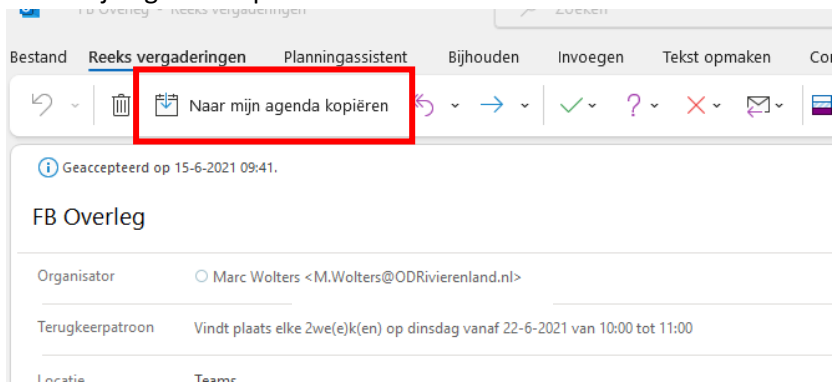 FB Overleg - Reeks vergaderingen
Zoeken
Bestand Reeks vergaderingen Planningassistent Bijhouden Invoegen Tekst opmaken
Naar mijn agenda kopiëren
Geaccepteerd op 15-6-2021 09:41.
FB Overleg
Organisator Marc Wolters <M.Wolters@ODRivierenland.nl>
Terugkeerpatroon Vindt plaats elke 2we(e)k(en) op dinsdag vanaf 22-6-2021 van 10:00 tot 11:00
Locatie Teams